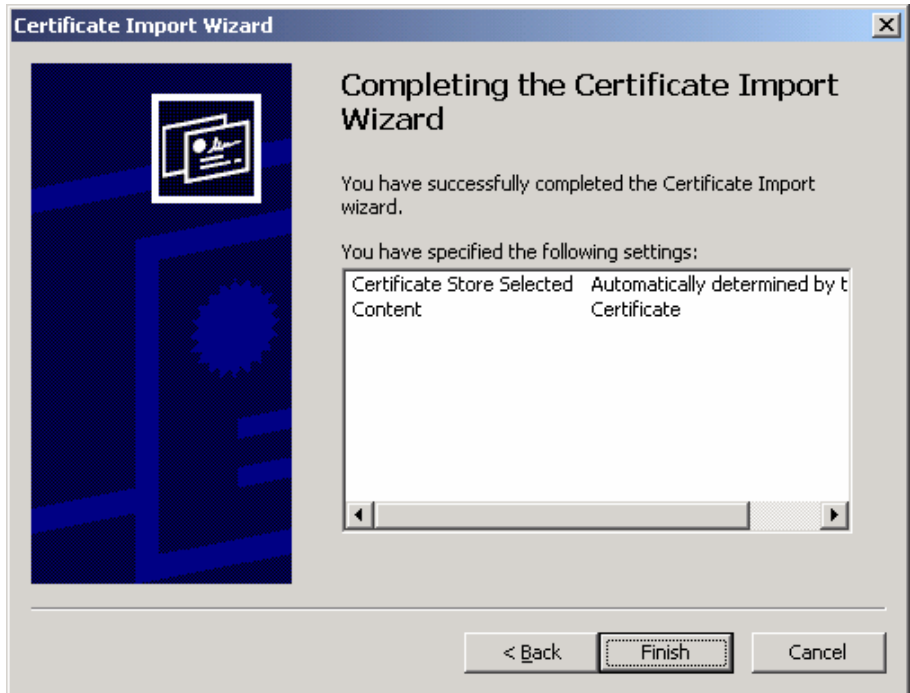 Certificate Import Wizard
Completing the Certificate Import
Wizard
You have successfully completed the Certificate Import
wizard.
You have specified the following settings:
Certificate Store Selected Automatically determined by t
Content Certificate
< Back Finish Cancel